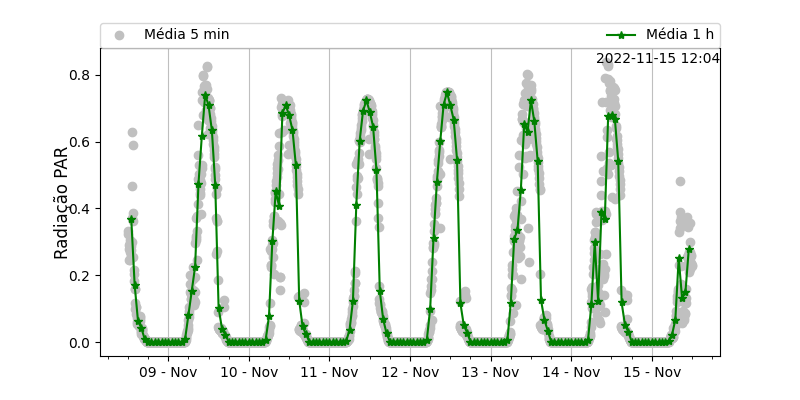 Média 5 min
Média 1 h
2022-11-15 12:04
Radiação PAR
0.8
0.6
0.4
0.2
0.0
09 - Nov
10 - Nov
11 - Nov
12 - Nov
13 - Nov
14 - Nov
15 - Nov